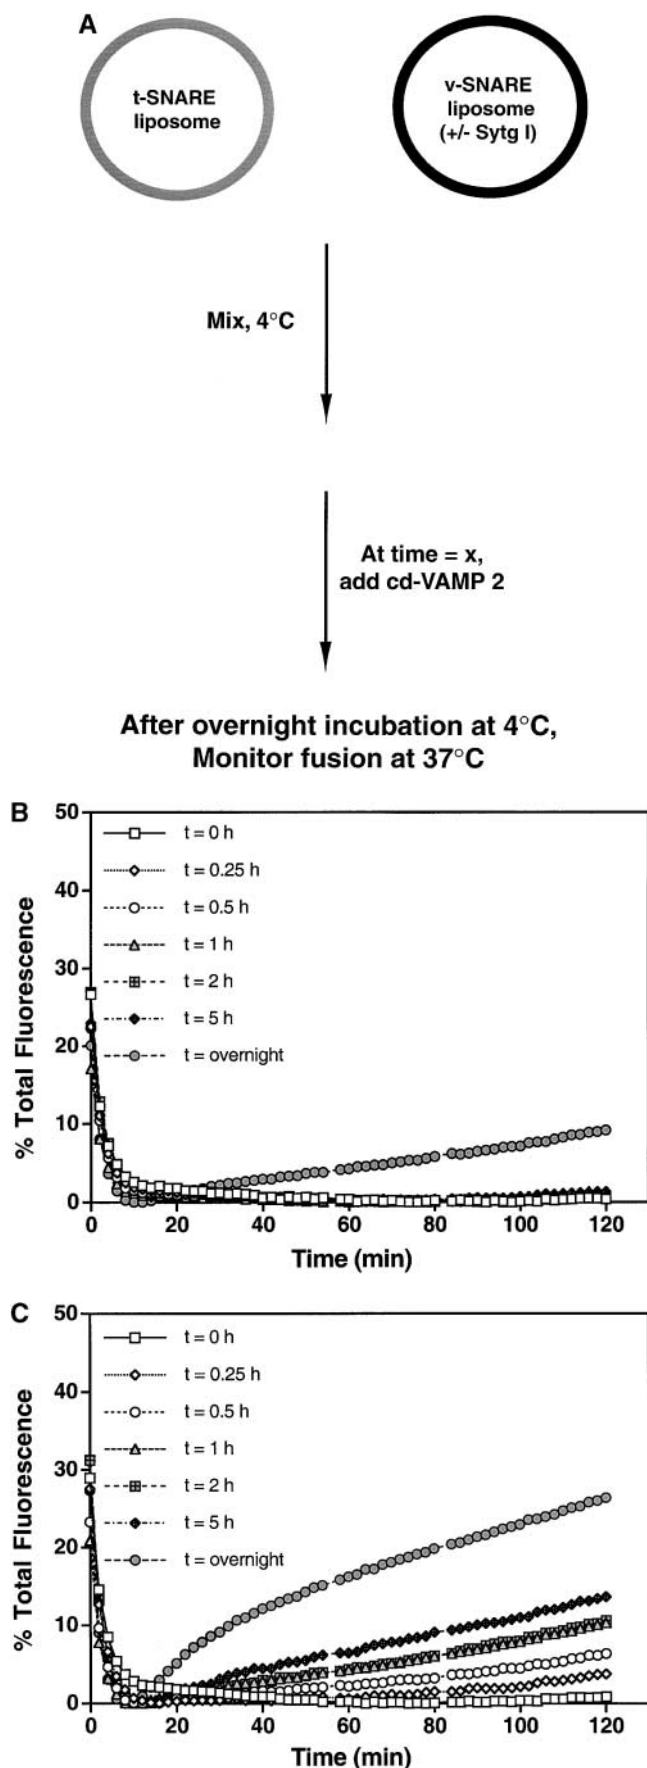 A
t-SNARE
liposome
v-SNARE
liposome
(+/- Sytg I)
Mix, 4°C
At time = x,
add cd-VAMP 2
After overnight incubation at 4°C,
Monitor fusion at 37°C
B
% Total Fluorescence
50
40
30
20
10
0
t = 0 h
t = 0.25 h
t = 0.5 h
t = 1 h
t = 2 h
t = 5 h
t = overnight
0 20 40 60 80 100 120
Time (min)
C
% Total Fluorescence
50
40
30
20
10
0
t = 0 h
t = 0.25 h
t = 0.5 h
t = 1 h
t = 2 h
t = 5 h
t = overnight
0 20 40 60 80 100 120
Time (min)